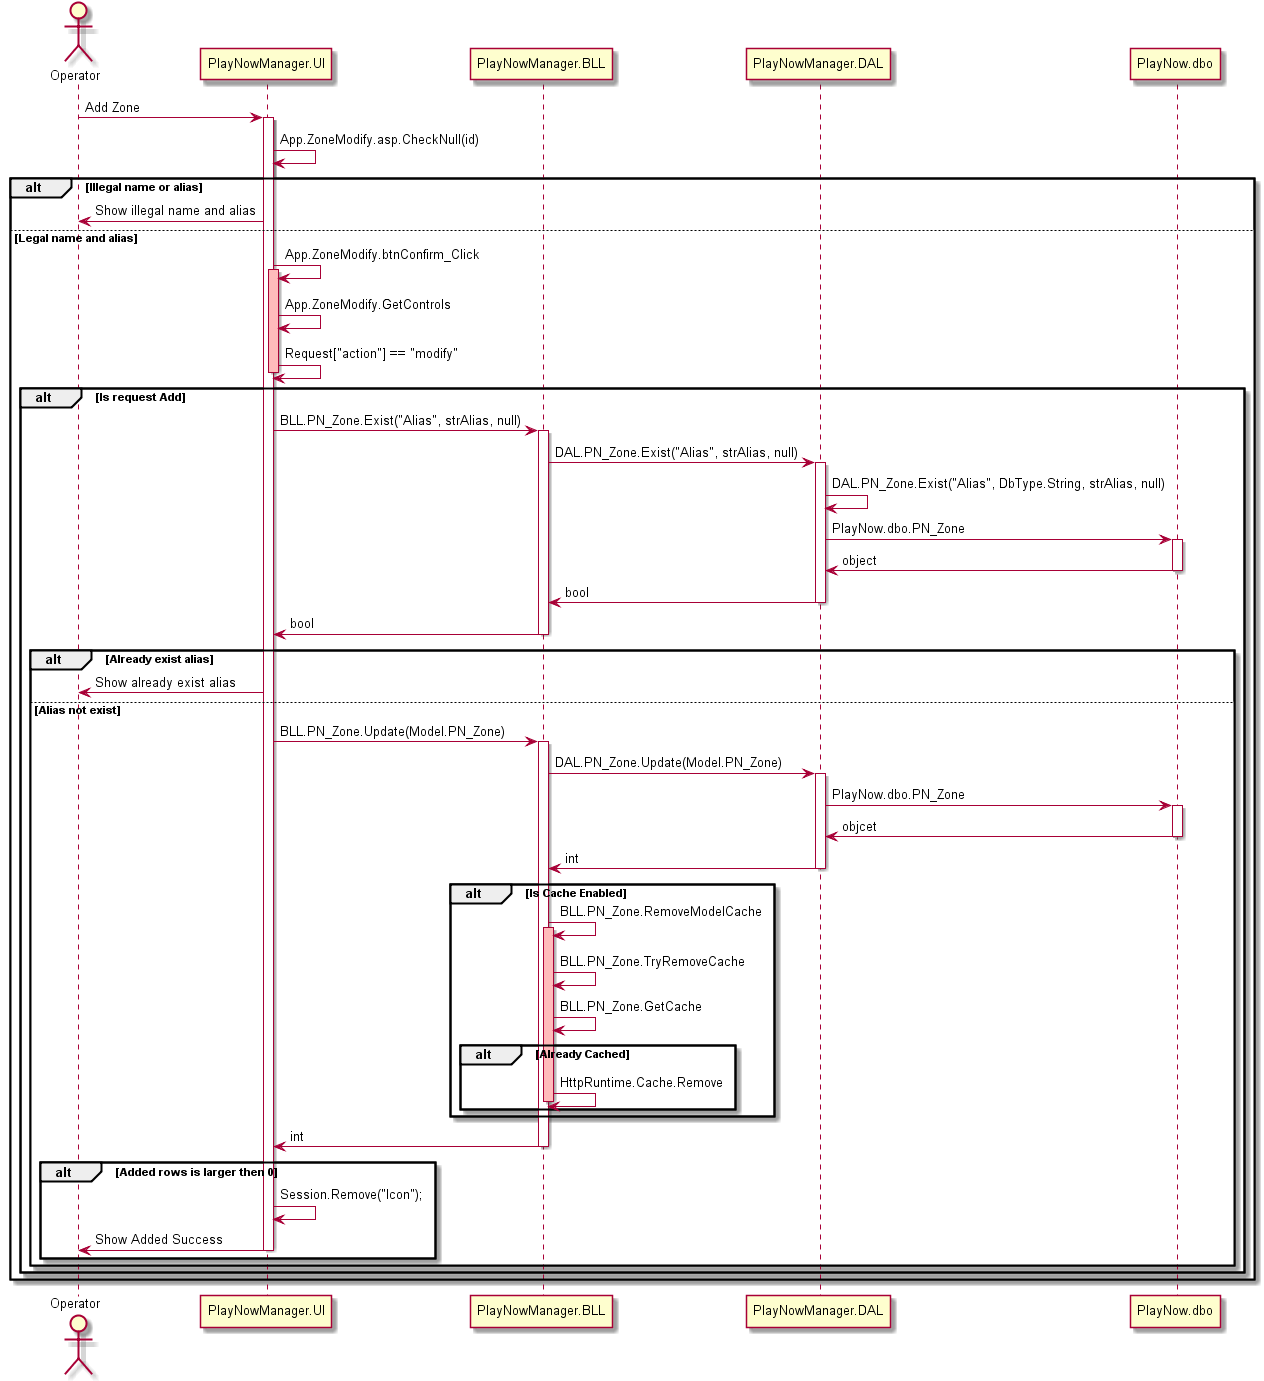 Operator
PlayNowManager.UI
PlayNowManager.BLL
PlayNowManager.DAL
PlayNow.dbo
Add Zone
App.ZoneModify.asp.CheckNull(id)
alt
[Illegal name or alias]
Show illegal name and alias
[Legal name and alias]
App.ZoneModify.btnConfirm_Click
App.ZoneModify.GetControls
Request["action"] == "modify"
alt
[Is request Add]
BLL.PN_Zone.Exist("Alias", strAlias, null)
DAL.PN_Zone.Exist("Alias", strAlias, null)
DAL.PN_Zone.Exist("Alias", DbType.String, strAlias, null)
PlayNow.dbo.PN_Zone
object
bool
bool
alt
[Already exist alias]
Show already exist alias
[Alias not exist]
BLL.PN_Zone.Update(Model.PN_Zone)
DAL.PN_Zone.Update(Model.PN_Zone)
PlayNow.dbo.PN_Zone
objcet
int
alt
[Is Cache Enabled]
BLL.PN_Zone.RemoveModelCache
BLL.PN_Zone.TryRemoveCache
BLL.PN_Zone.GetCache
alt
[Already Cached]
HttpRuntime.Cache.Remove
int
alt
[Added rows is larger then 0]
Session.Remove("Icon");
Show Added Success
Operator
PlayNowManager.UI
PlayNowManager.BLL
PlayNowManager.DAL
PlayNow.dbo